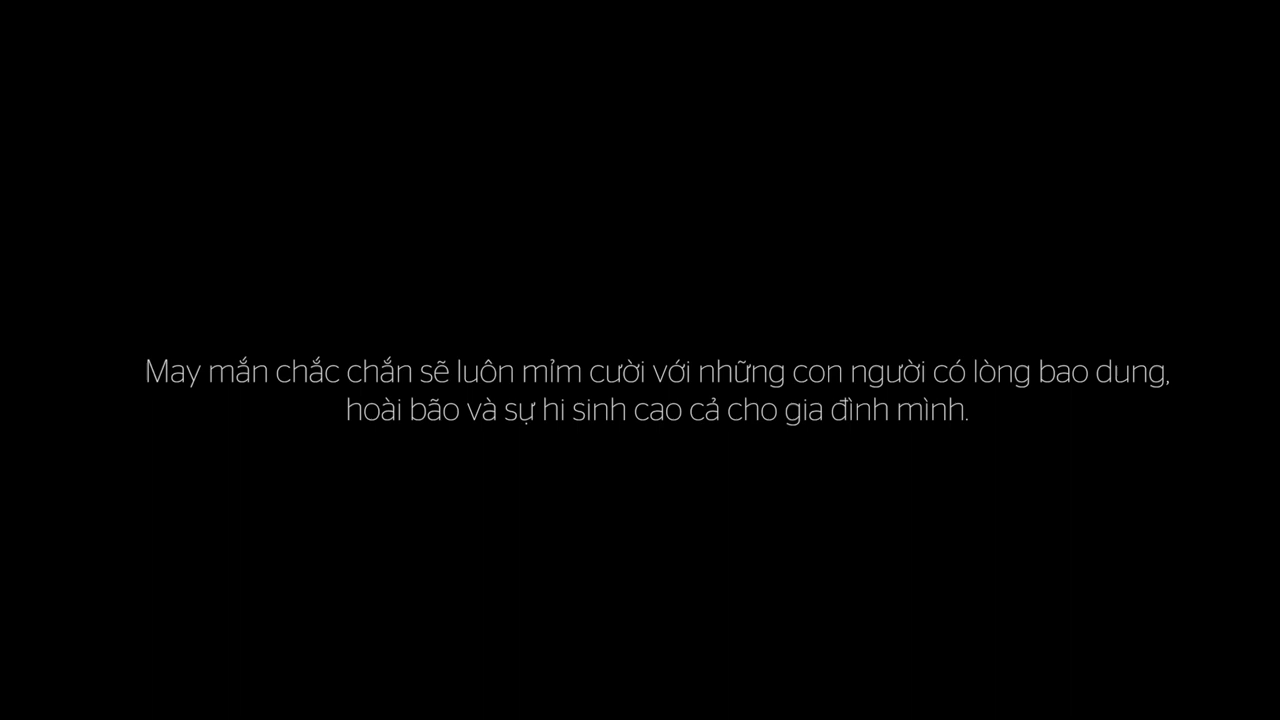 May mắn chắc chắn sẽ luôn mỉm cười với những con người có lòng bao dung,
hoài bão và sự hi sinh cao cả cho gia đình mình.